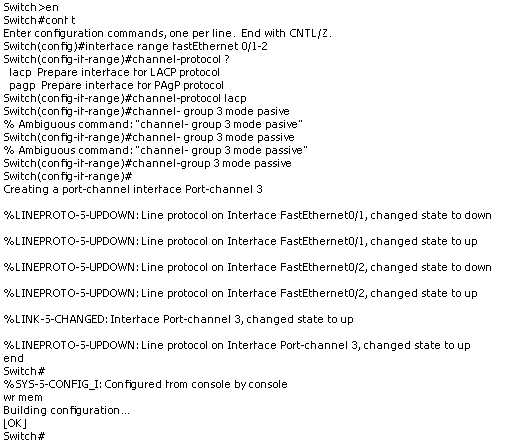 Switch>en
Switch#conf t
Enter configuration commands, one per line. End with CNTL/Z.
Switch(config)#interface range fastEthernet 0/1-2
Switch(config-if-range)#channel-protocol ?
lacp Prepare interface for LACP protocol
pagp Prepare interface for PAgP protocol
Switch(config-if-range)#channel-protocol lacp
Switch(config-if-range)#channel- group 3 mode pasive
% Ambiguous command: "channel- group 3 mode pasive"
Switch(config-if-range)#channel- group 3 mode passive
% Ambiguous command: "channel- group 3 mode passive"
Switch(config-if-range)#channel-group 3 mode passive
Switch(config-if-range)#
Creating a port-channel interface Port-channel 3
%LINEPROTO-5-UPDOWN: Line protocol on Interface FastEthernet0/1, changed state to down
%LINEPROTO-5-UPDOWN: Line protocol on Interface FastEthernet0/1, changed state to up
%LINEPROTO-5-UPDOWN: Line protocol on Interface FastEthernet0/2, changed state to down
%LINEPROTO-5-UPDOWN: Line protocol on Interface FastEthernet0/2, changed state to up
%LINK-5-CHANGED: Interface Port-channel 3, changed state to up
%LINEPROTO-5-UPDOWN: Line protocol on Interface Port-channel 3, changed state to up
end
Switch#
%SYS-5-CONFIG_I: Configured from console by console
wr mem
Building configuration...
[OK]
Switch#